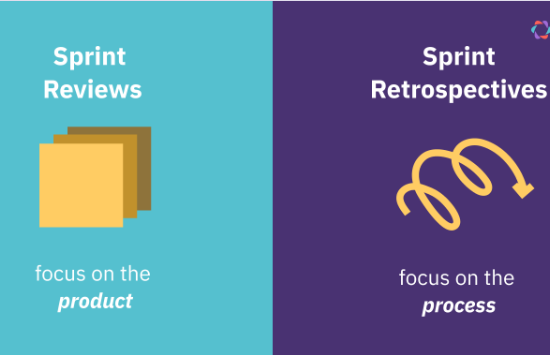 Sprint
Reviews
focus on the
product
Sprint
Retrospectives
focus on the
process